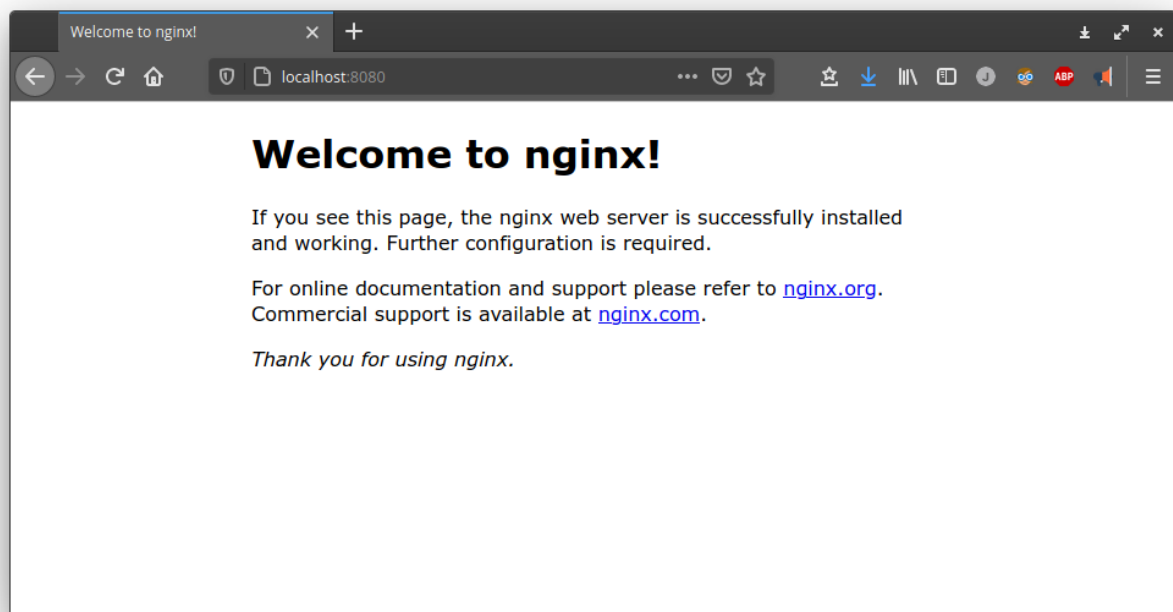 Welcome to nginx!
localhost:8080
J
ABP
Welcome to nginx!
If you see this page, the nginx web server is successfully installed
and working. Further configuration is required.
For online documentation and support please refer to nginx.org.
Commercial support is available at nginx.com.
Thank you for using nginx.